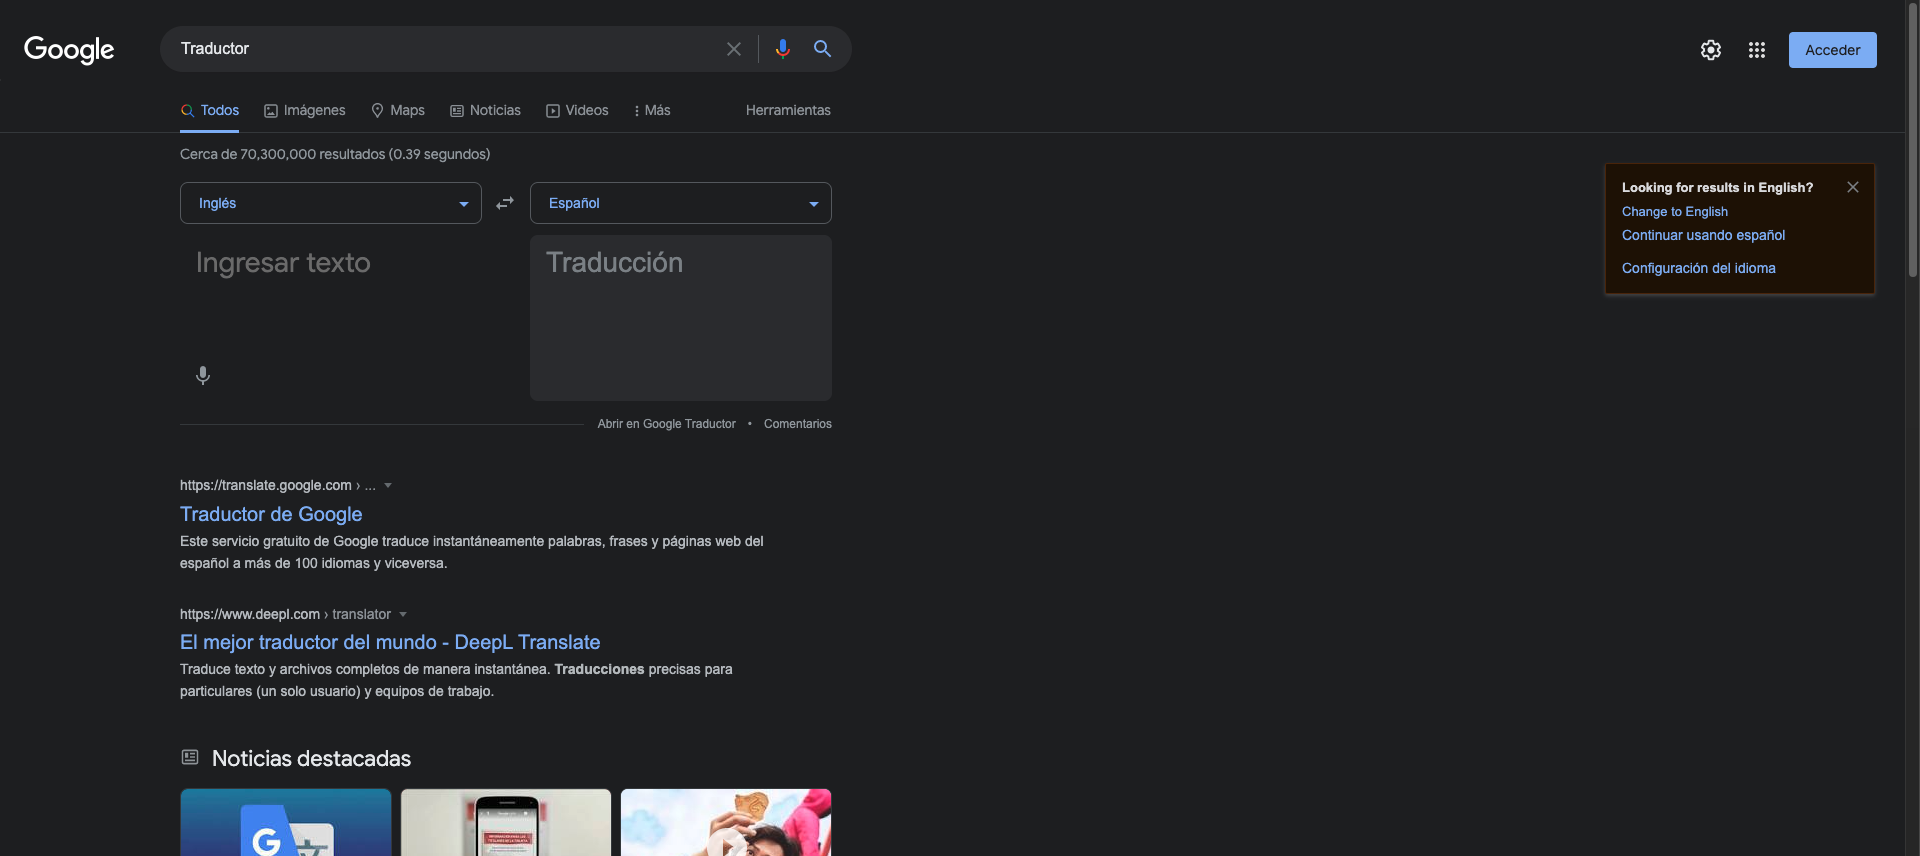 Google
Traductor
Acceder
Todos
Imágenes
Maps
Noticias
Videos
Más
Herramientas
Cerca de 70,300,000 resultados (0.39 segundos)
Inglés
Español
Ingresar texto
Traducción
Abrir en Google Traductor • Comentarios
Looking for results in English?
Change to English
Continuar usando español
Configuración del idioma
https://translate.google.com › ...
Traductor de Google
Este servicio gratuito de Google traduce instantáneamente palabras, frases y páginas web del
español a más de 100 idiomas y viceversa.
https://www.deepl.com › translator
El mejor traductor del mundo - DeepL Translate
Traduce texto y archivos completos de manera instantánea. Traducciones precisas para
particulares (un solo usuario) y equipos de trabajo.
Noticias destacadas
G